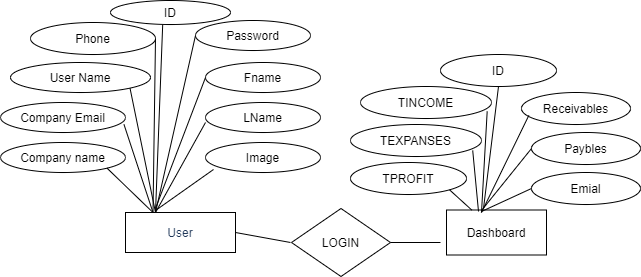 ID
Phone
Password
User Name
Fname
Company Email
LName
Company name
Image
User
LOGIN
ID
TINCOME
Receivables
TEXPANSES
Paybles
TPROFIT
Emial
Dashboard